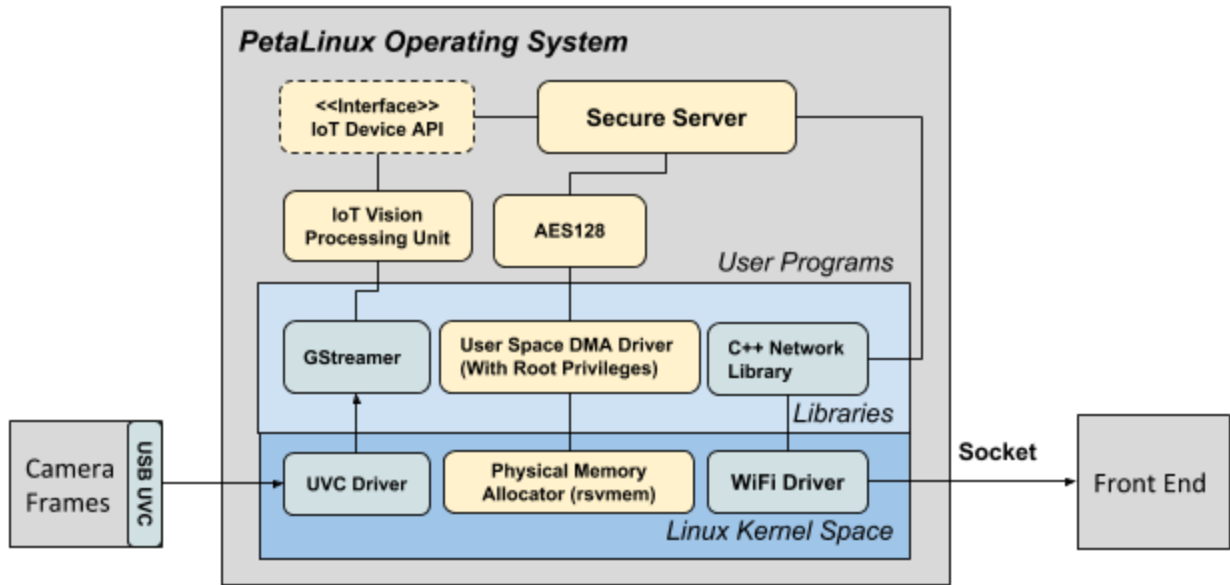 PetaLinux Operating System
<<Interface>>
IoT Device API
Secure Server
IoT Vision
Processing Unit
AES128
User Programs
GStreamer
User Space DMA Driver
(With Root Privileges)
C++ Network
Library
Libraries
Camera
Frames
USB UVC
UVC Driver
Physical Memory
Allocator (rsvmem)
WiFi Driver
Linux Kernel Space
Socket
Front End